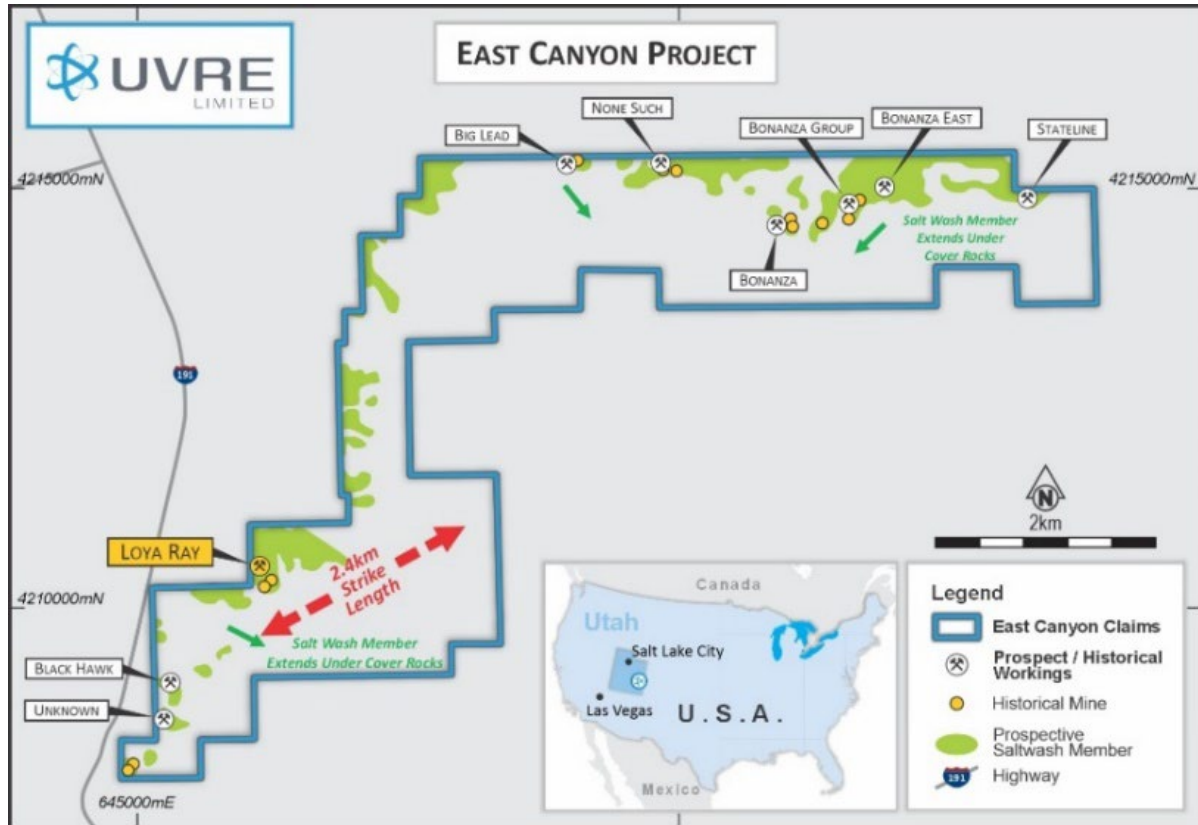 UVRE
LIMITED
EAST CANYON PROJECT
BIG LEAD
NONE SUCH
BONANZA GROUP
BONANZA EAST
STATELINE
4215000mN
4215000mN
Salt Wash Member
Extends Under
Cover Rocks
BONANZA
191
LOYA RAY
2.4km
Strike
Length
4210000mN
Salt Wash Member
Extends Under Cover Rocks
BLACK HAWK
UNKNOWN
645000mE
N
2km
Canada
Utah
Salt Lake City
Las Vegas
U.S.A.
Mexico
Legend
East Canyon Claims
Prospect / Historical
Workings
Historical Mine
Prospective
Saltwash Member
191
Highway